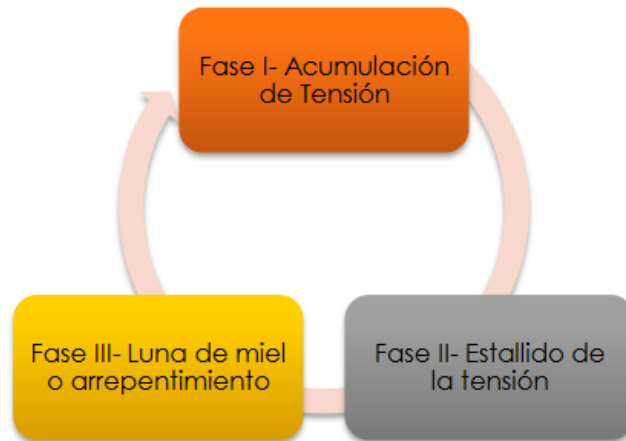 Fase I- Acumulación
de Tensión
Fase II- Estallido de
la tensión
Fase III- Luna de miel
o arrepentimiento